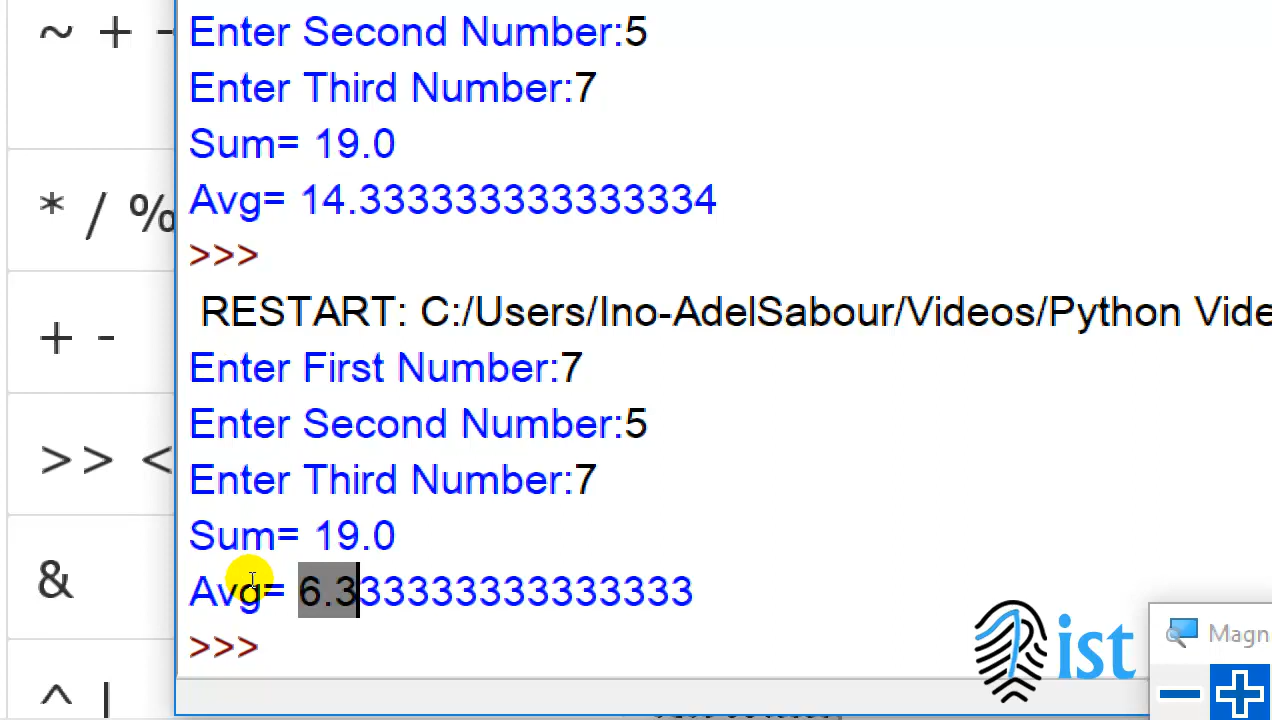 ~ + -
Enter Second Number:5
Enter Third Number:7
Sum= 19.0
* / %
Avg= 14.333333333333334
>>>
RESTART: C:/Users/Ino-AdelSabour/Videos/Python Vide
+ -
Enter First Number:7
Enter Second Number:5
>> <
Enter Third Number:7
Sum= 19.0
&
Avg= 6.333333333333333
>>>
ist
Magn
^ |